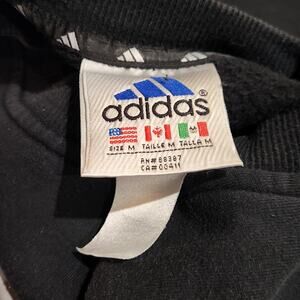 adidas®
SIZE M TAILLE M TALLA M
RN#88387
CA#00411